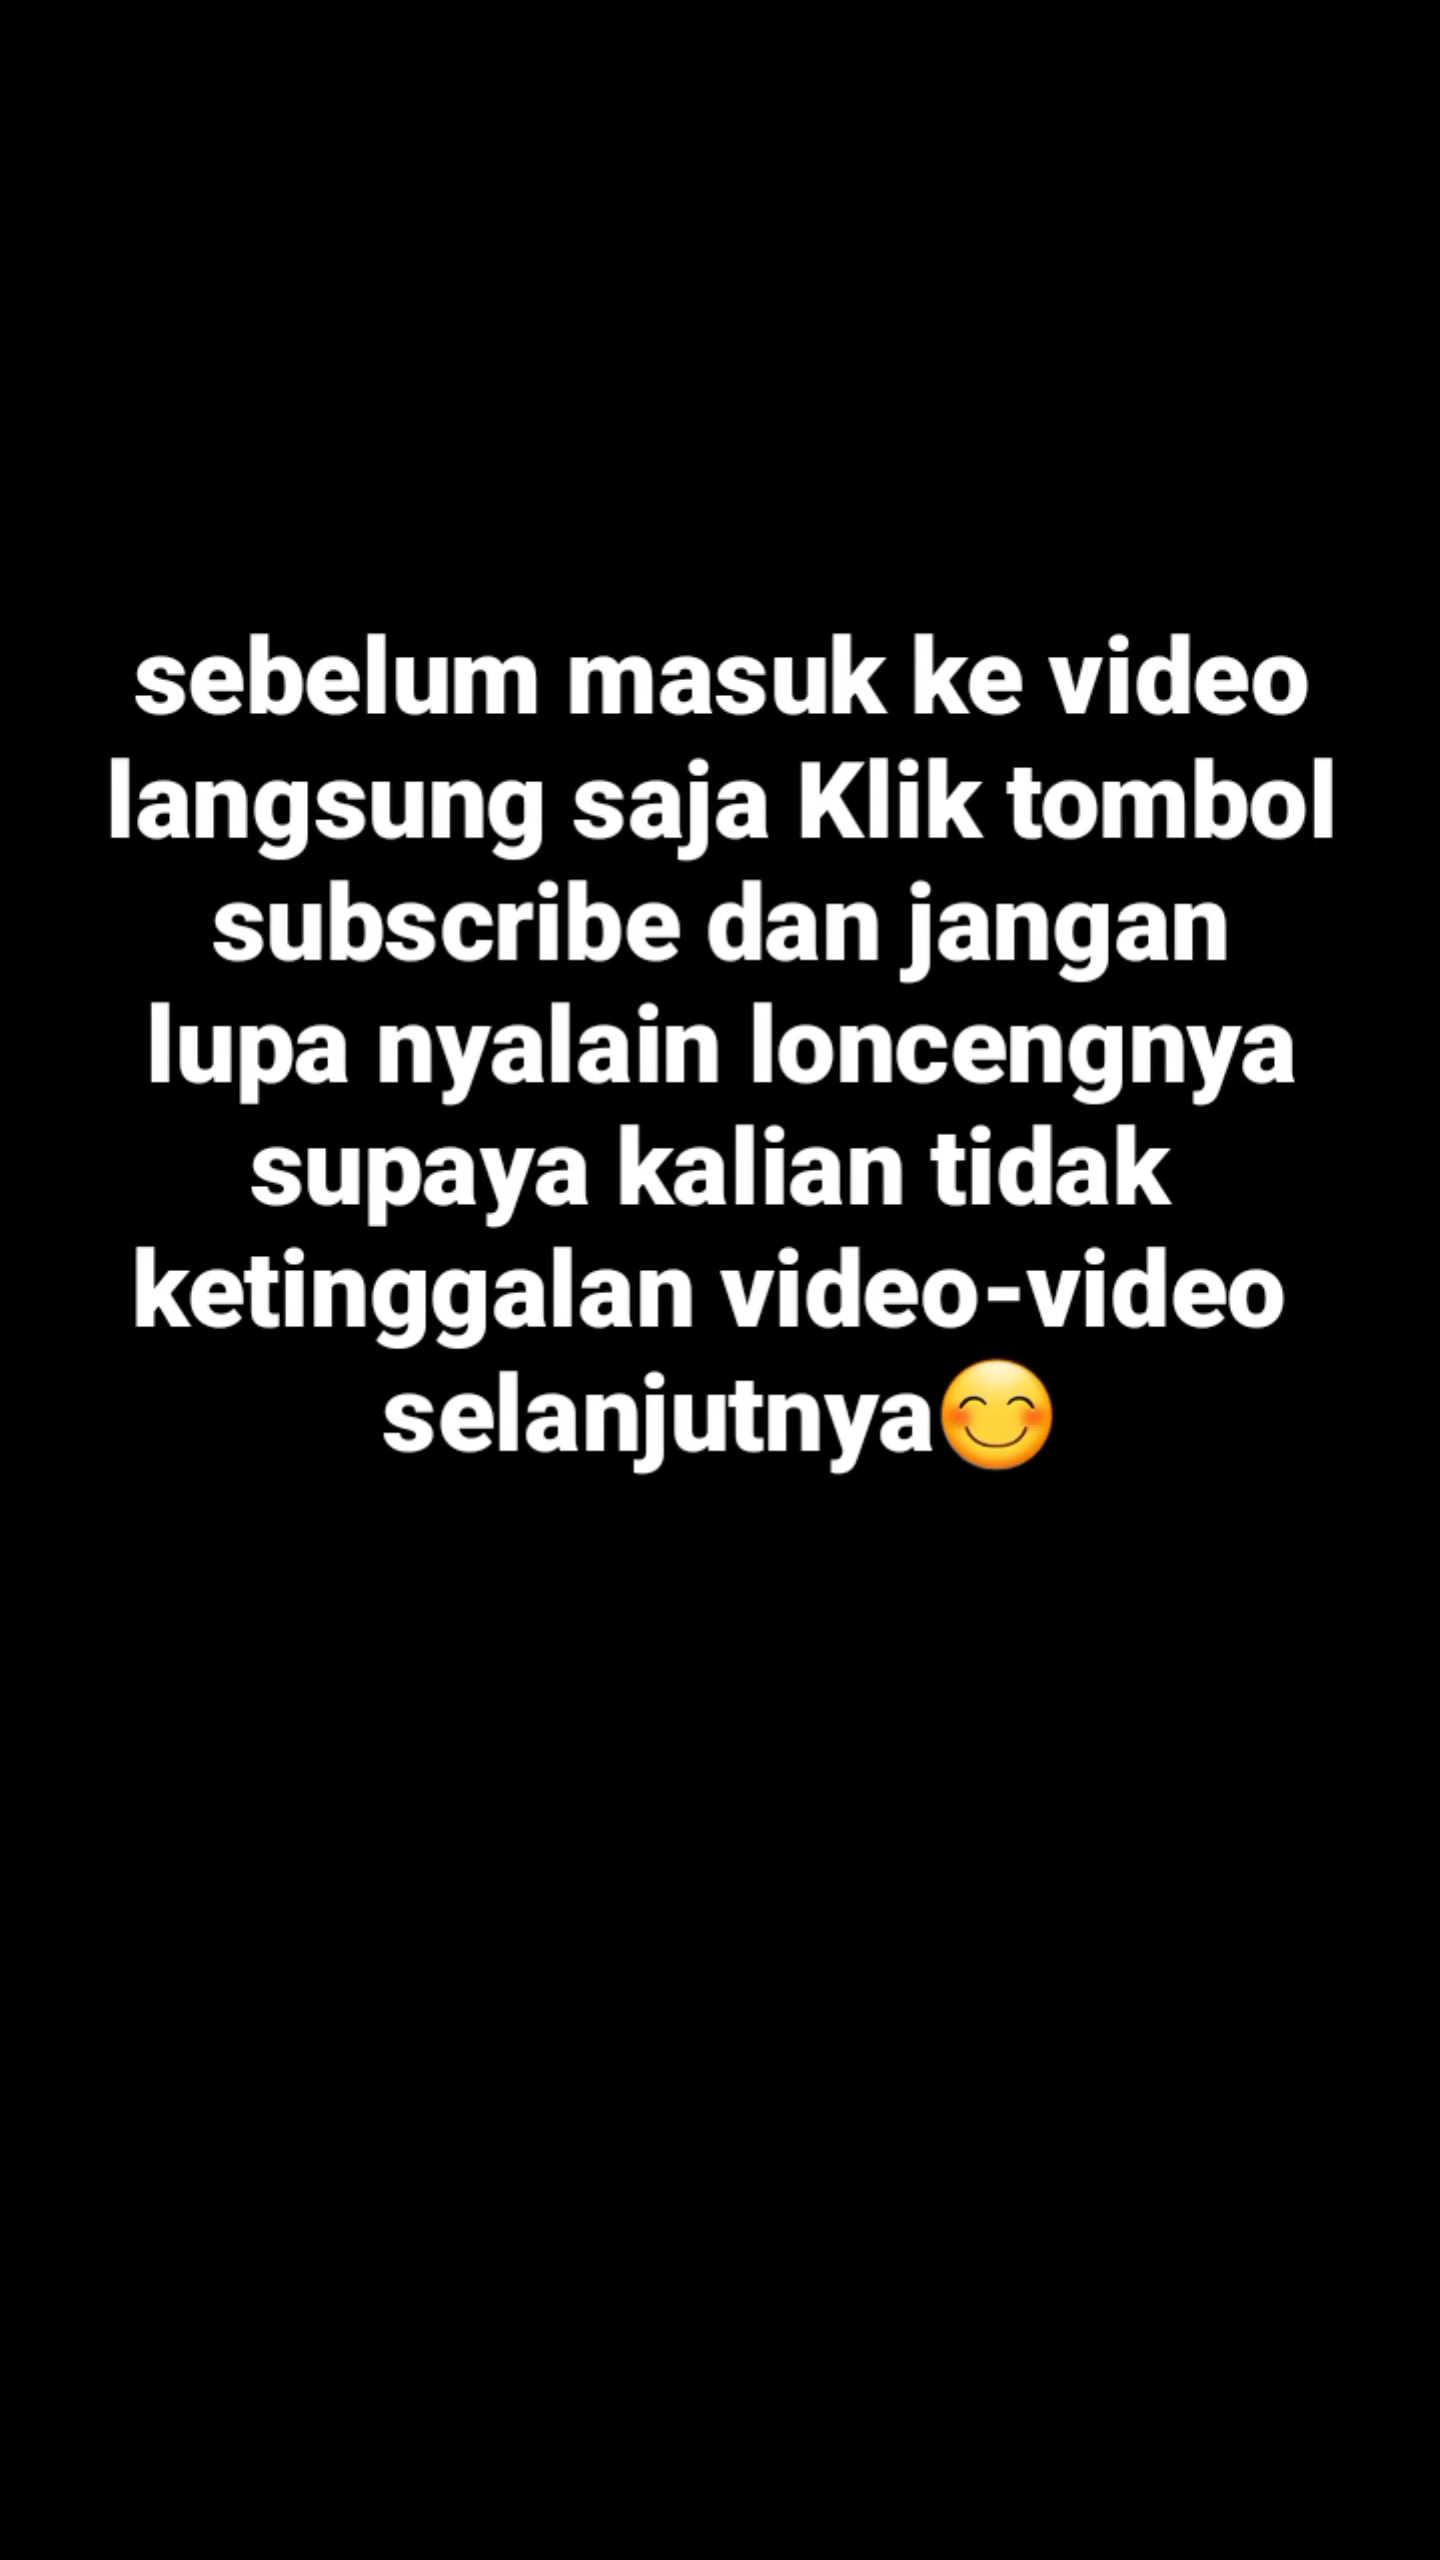 sebelum masuk ke video
langsung saja Klik tombol
subscribe dan jangan
lupa nyalain loncengnya
supaya kalian tidak
ketinggalan video-video
selanjutnya😊